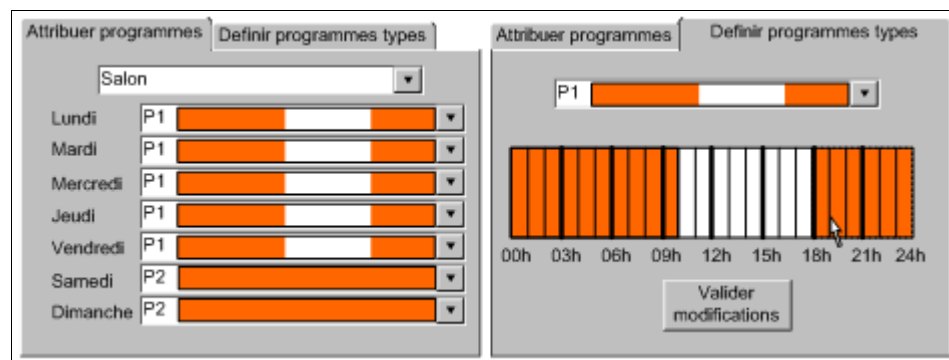 Attribuer programmes Definir programmes types
Salon
Lundi P1
Mardi P1
Mercredi P1
Jeudi P1
Vendredi P1
Samedi P2
Dimanche P2
Attribuer programmes Definir programmes types
P1
00h 03h 06h 09h 12h 15h 18h 21h 24h
Valider
modifications